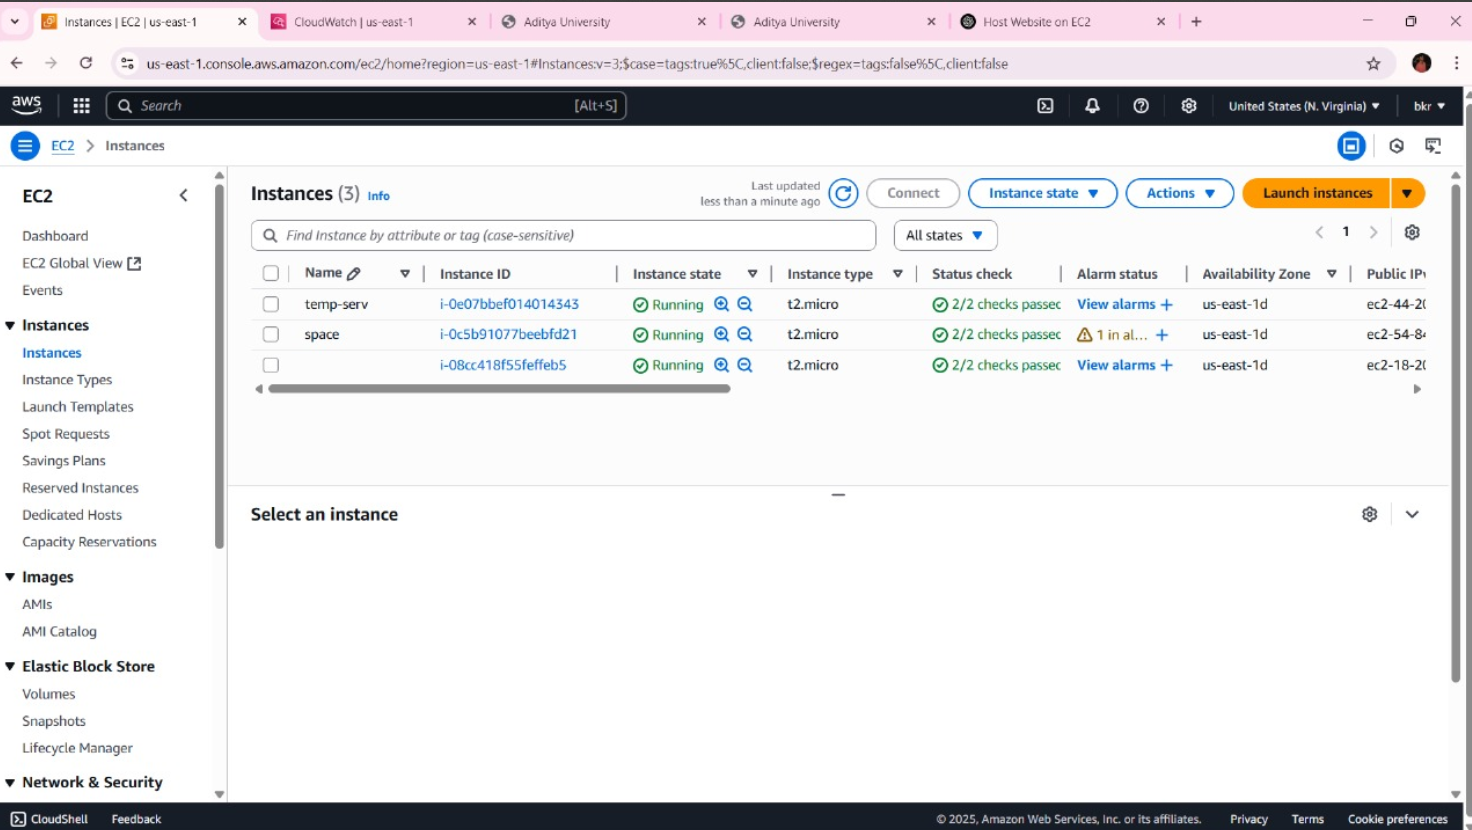 Instances | EC2 | us-east-1
CloudWatch | us-east-1
Aditya University
Aditya University
Host Website on EC2
us-east-1.console.aws.amazon.com/ec2/home?region=us-east-1#Instances:v=3;$case=tags:true%5C,client:false;$regex=tags:false%5C,client:false
aws
Search
[Alt+S]
United States (N. Virginia)
bkr
EC2
Instances
EC2
Dashboard
EC2 Global View
Events
Instances
Instances
Instance Types
Launch Templates
Spot Requests
Savings Plans
Reserved Instances
Dedicated Hosts
Capacity Reservations
Images
AMIs
AMI Catalog
Elastic Block Store
Volumes
Snapshots
Lifecycle Manager
Network & Security
Instances (3) Info
Last updated
less than a minute ago
Connect
Instance state
Actions
Launch instances
Find Instance by attribute or tag (case-sensitive)
All states
1
Name Instance ID Instance state Instance type Status check Alarm status Availability Zone Public IPv
temp-serv i-0e07bbef014014343 Running t2.micro 2/2 checks passed View alarms + us-east-1d ec2-44-20
space i-0c5b91077beebfd21 Running t2.micro 2/2 checks passed 1 in al... + us-east-1d ec2-54-84
i-08cc418f55feffeb5 Running t2.micro 2/2 checks passed View alarms + us-east-1d ec2-18-20
Select an instance
CloudShell
Feedback
© 2025, Amazon Web Services, Inc. or its affiliates.
Privacy
Terms
Cookie preferences